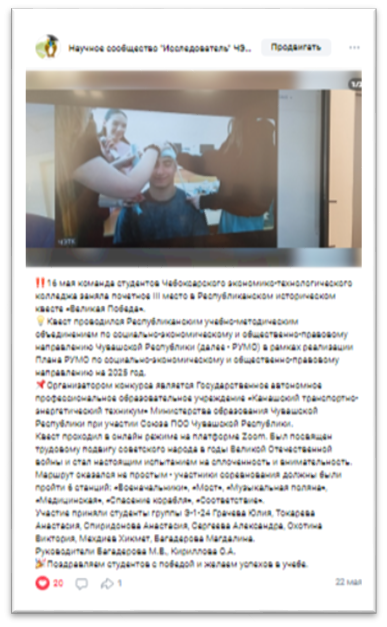 Научное сообщество "Исследователь" ЧЭ...
Продвигать
1/2
ЧЭТК
‼16 мая команда студентов Чебоксарского экономико-технологического
колледжа заняла почетное III место в Республиканском историческом
квесте «Великая Победа».
💡Квест проводился Республиканским учебно-методическим
объединением по социально-экономическому и общественно-правовому
направлению Чувашской Республики (далее - РУМО) в рамках реализации
Плана РУМО по социально-экономическому и общественно-правовому
направлению на 2025 год.
📌Организатором конкурса является Государственное автономное
профессиональное образовательное учреждение «Канашский транспортно-
энергетический техникум» Министерства образования Чувашской
Республики при участии Союза ПОО Чувашской Республики.
Квест проходил в онлайн режиме на платформе Zoom. Был посвящен
трудовому подвигу советского народа в годы Великой Отечественной
войны и стал настоящим испытанием на сплоченность и внимательность.
Маршрут оказался не простым - участники соревнования должны были
пройти 6 станций: «Военачальники», «Мост», «Музыкальная поляна»,
«Медицинская», «Спасение корабля», «Соответствие».
Участие приняли студенты группы Э-1-24 Грачева Юлия, Токарева
Анастасия, Спиридонова Анастасия, Сергеева Александра, Охотина
Виктория, Мехдиев Хикмет, Багадерова Магдалина.
Руководители Багадерова М.В., Кириллова О.А.
🎉Поздравляем студентов с победой и желаем успехов в учебе.
20
1
22 мая